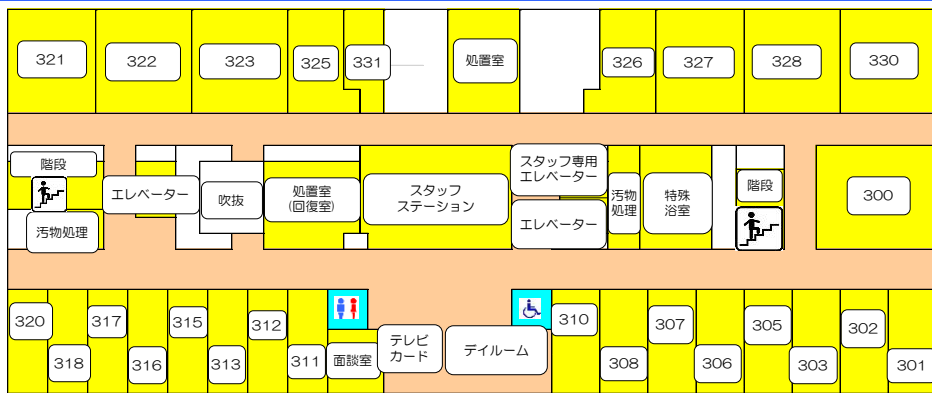 321
322
323
325
331
処置室
326
327
328
330
階段
エレベーター
吹抜
処置室
(回復室)
スタッフ
ステーション
スタッフ専用
エレベーター
エレベーター
汚物
処理
特殊
浴室
階段
300
汚物処理
320
318
317
316
315
313
312
311
面談室
テレビ
カード
デイルーム
310
308
307
306
305
303
302
301